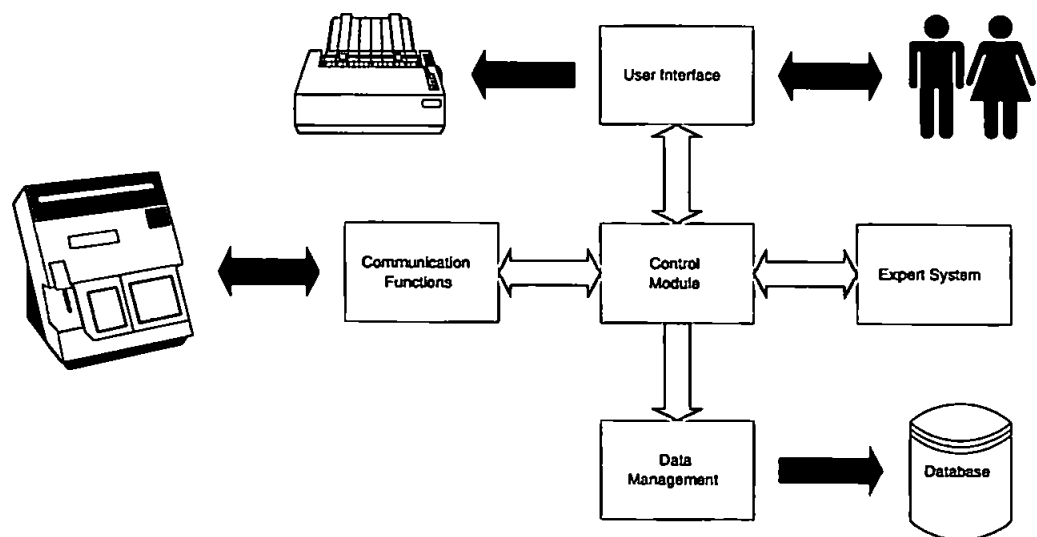 User Interface
Communication
Functions
Control
Module
Expert System
Data
Management
Database